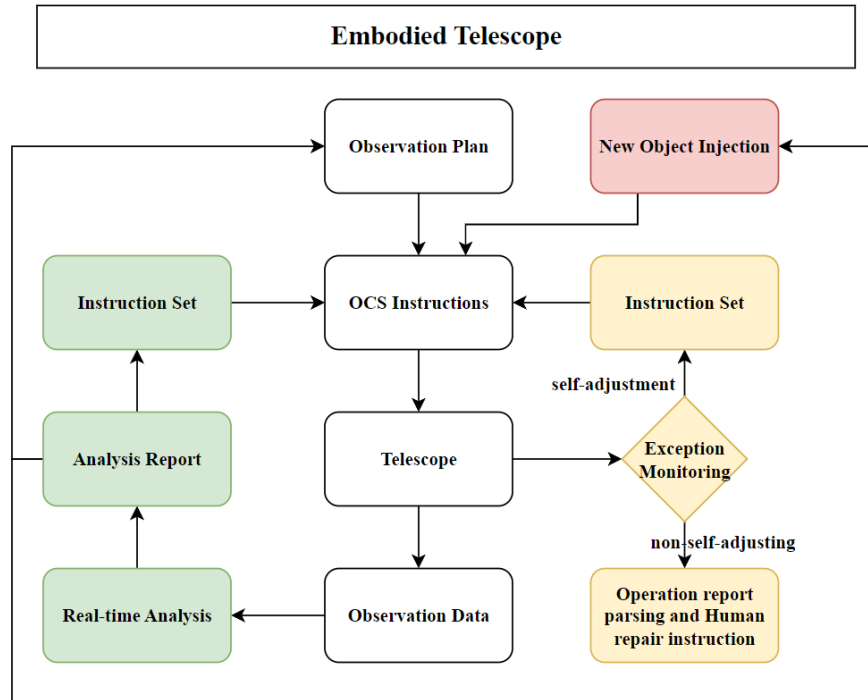 Embodied Telescope
Observation Plan
New Object Injection
Instruction Set
OCS Instructions
Instruction Set
self-adjustment
Analysis Report
Telescope
Exception
Monitoring
non-self-adjusting
Real-time Analysis
Observation Data
Operation report
parsing and Human
repair instruction